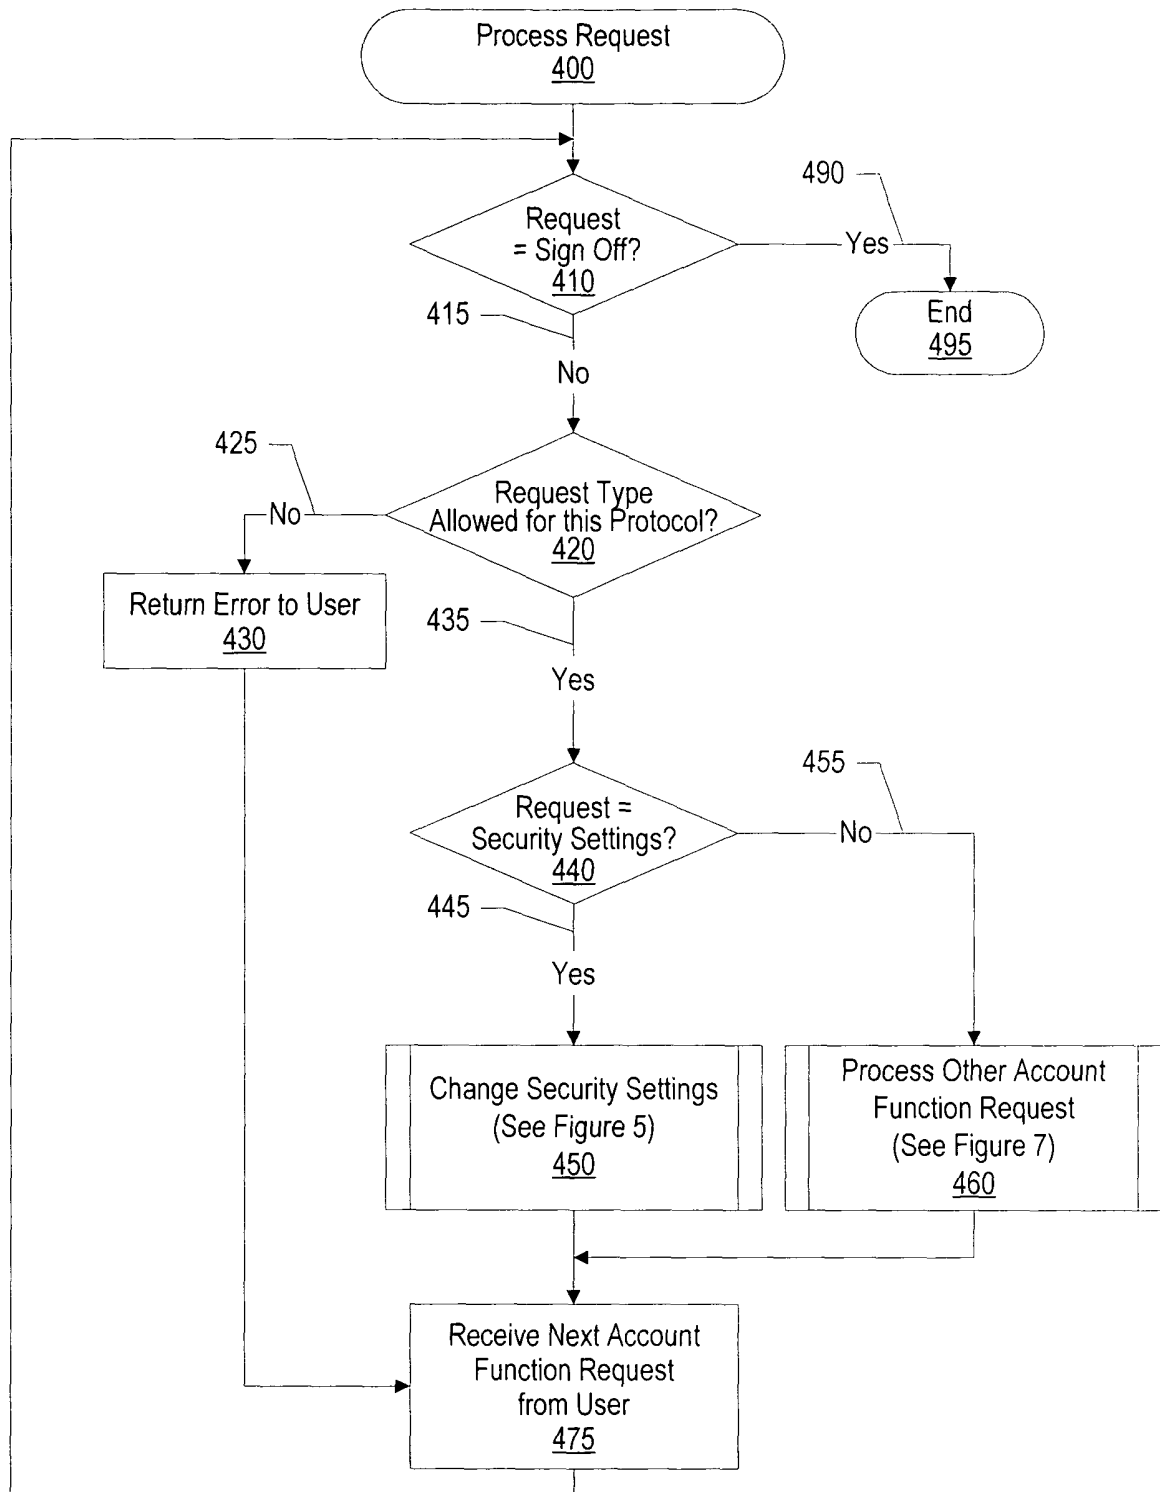 Process Request
400
490
Request
= Sign Off?
410
Yes
End
495
415
No
425
Request Type
Allowed for this Protocol?
420
No
Return Error to User
430
435
Yes
455
Request =
Security Settings?
440
No
445
Yes
Change Security Settings
(See Figure 5)
450
Process Other Account
Function Request
(See Figure 7)
460
Receive Next Account
Function Request
from User
475